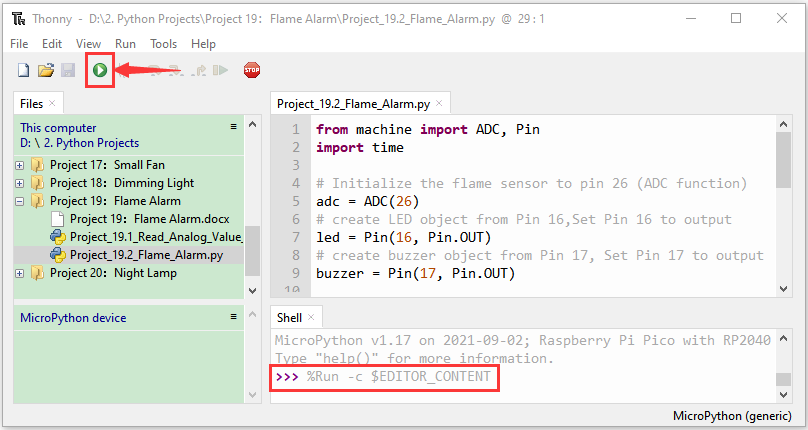 Thonny - D:\2. Python Projects\Project 19: Flame Alarm\Project_19.2_Flame_Alarm.py @ 29 : 1
File Edit View Run Tools Help
STOP
Files
This computer
D: \ 2. Python Projects
Project 17: Small Fan
Project 18: Dimming Light
Project 19: Flame Alarm
Project 19: Flame Alarm.docx
Project_19.1_Read_Analog_Value_
Project_19.2_Flame_Alarm.py
Project 20: Night Lamp
MicroPython device
Project_19.2_Flame_Alarm.py
1 from machine import ADC, Pin
2 import time
3
4 # Initialize the flame sensor to pin 26 (ADC function)
5 adc = ADC(26)
6 # create LED object from Pin 16,Set Pin 16 to output
7 led = Pin(16, Pin.OUT)
8 # create buzzer object from Pin 17, Set Pin 17 to output
9 buzzer = Pin(17, Pin.OUT)
10
Shell
MicroPython v1.17 on 2021-09-02; Raspberry Pi Pico with RP2040
Type "help()" for more information.
>>> %Run -c $EDITOR_CONTENT
MicroPython (generic)